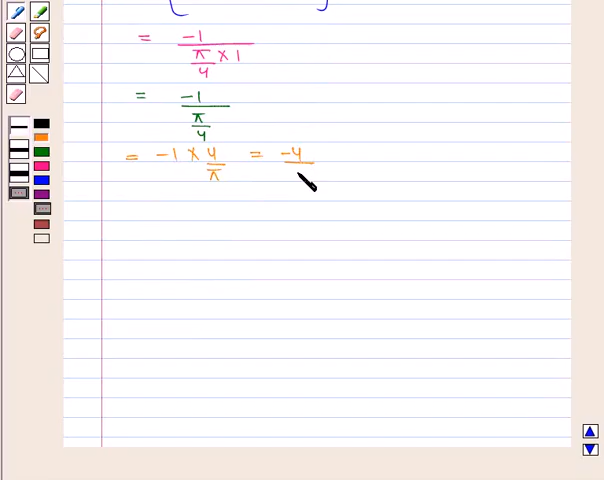 = -1 / (π/4 × 1)
= -1 / (π/4)
= -1 × 4/π = -4/